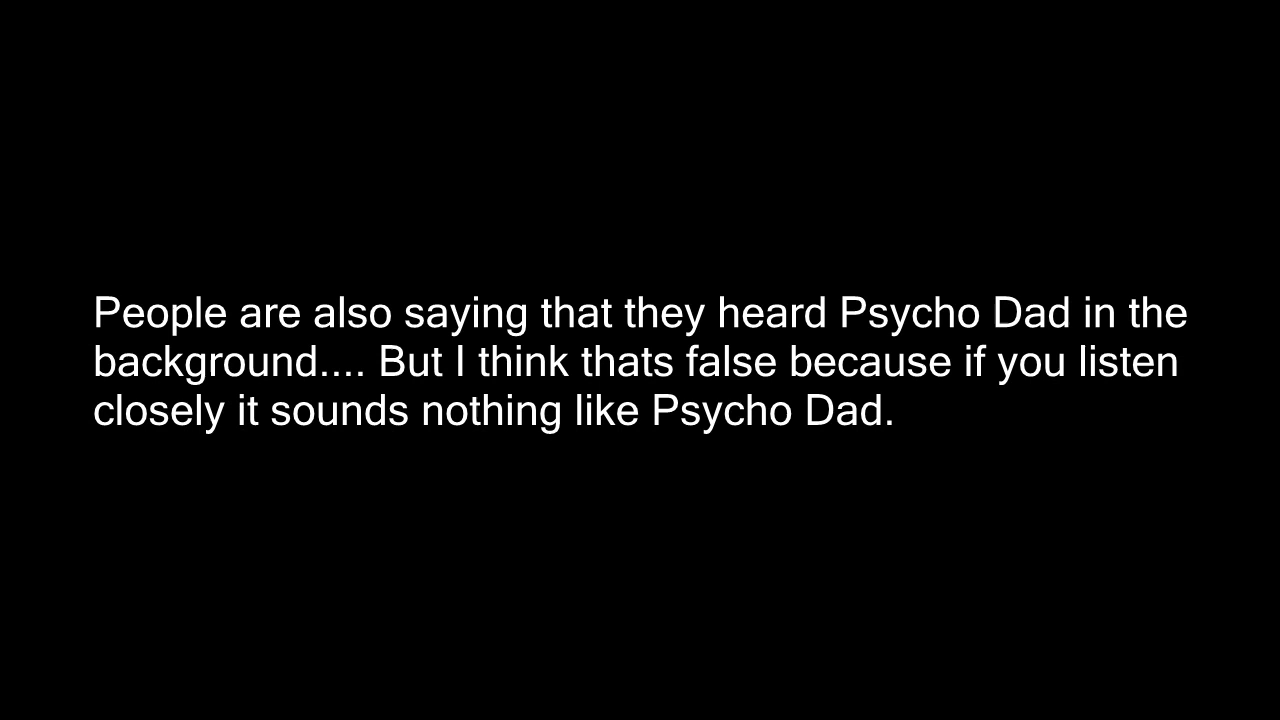 People are also saying that they heard Psycho Dad in the
background.... But I think thats false because if you listen
closely it sounds nothing like Psycho Dad.